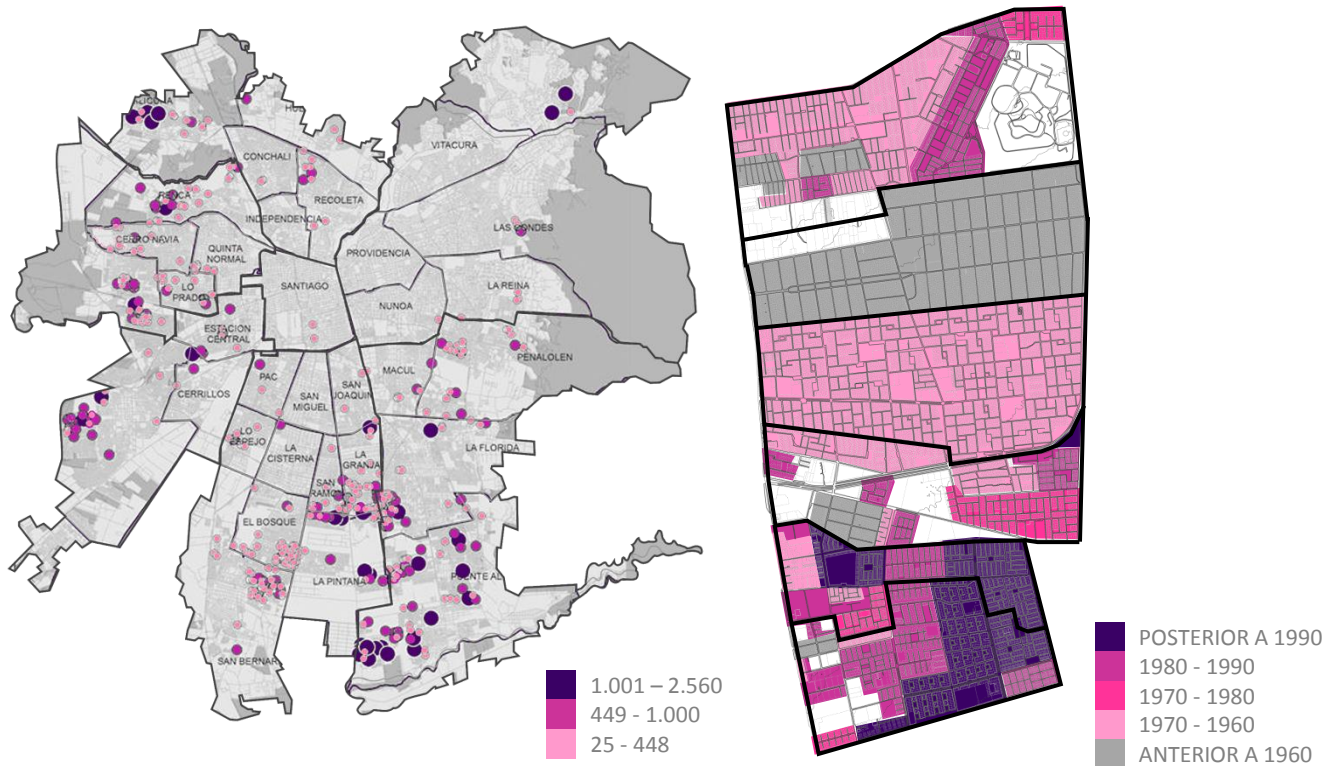 CONCHALI
VITACURA
RENCA
RECOLETA
INDEPENDENCIA
LAS CONDES
CERRO NAVIA
QUINTA
NORMAL
PROVIDENCIA
LO
PRADO
SANTIAGO
LA REINA
NUNOA
ESTACION
CENTRAL
PEÑALOLEN
PAC
SAN
JOAQUIN
MACUL
CERRILLOS
SAN
MIGUEL
LO
ESPEJO
LA
CISTERNA
LA
GRANJA
LA FLORIDA
SAN
RAMON
EL BOSQUE
LA PINTANA
PUENTE AL
SAN BERNAR
1.001 – 2.560
449 - 1.000
25 - 448
POSTERIOR A 1990
1980 - 1990
1970 - 1980
1970 - 1960
ANTERIOR A 1960